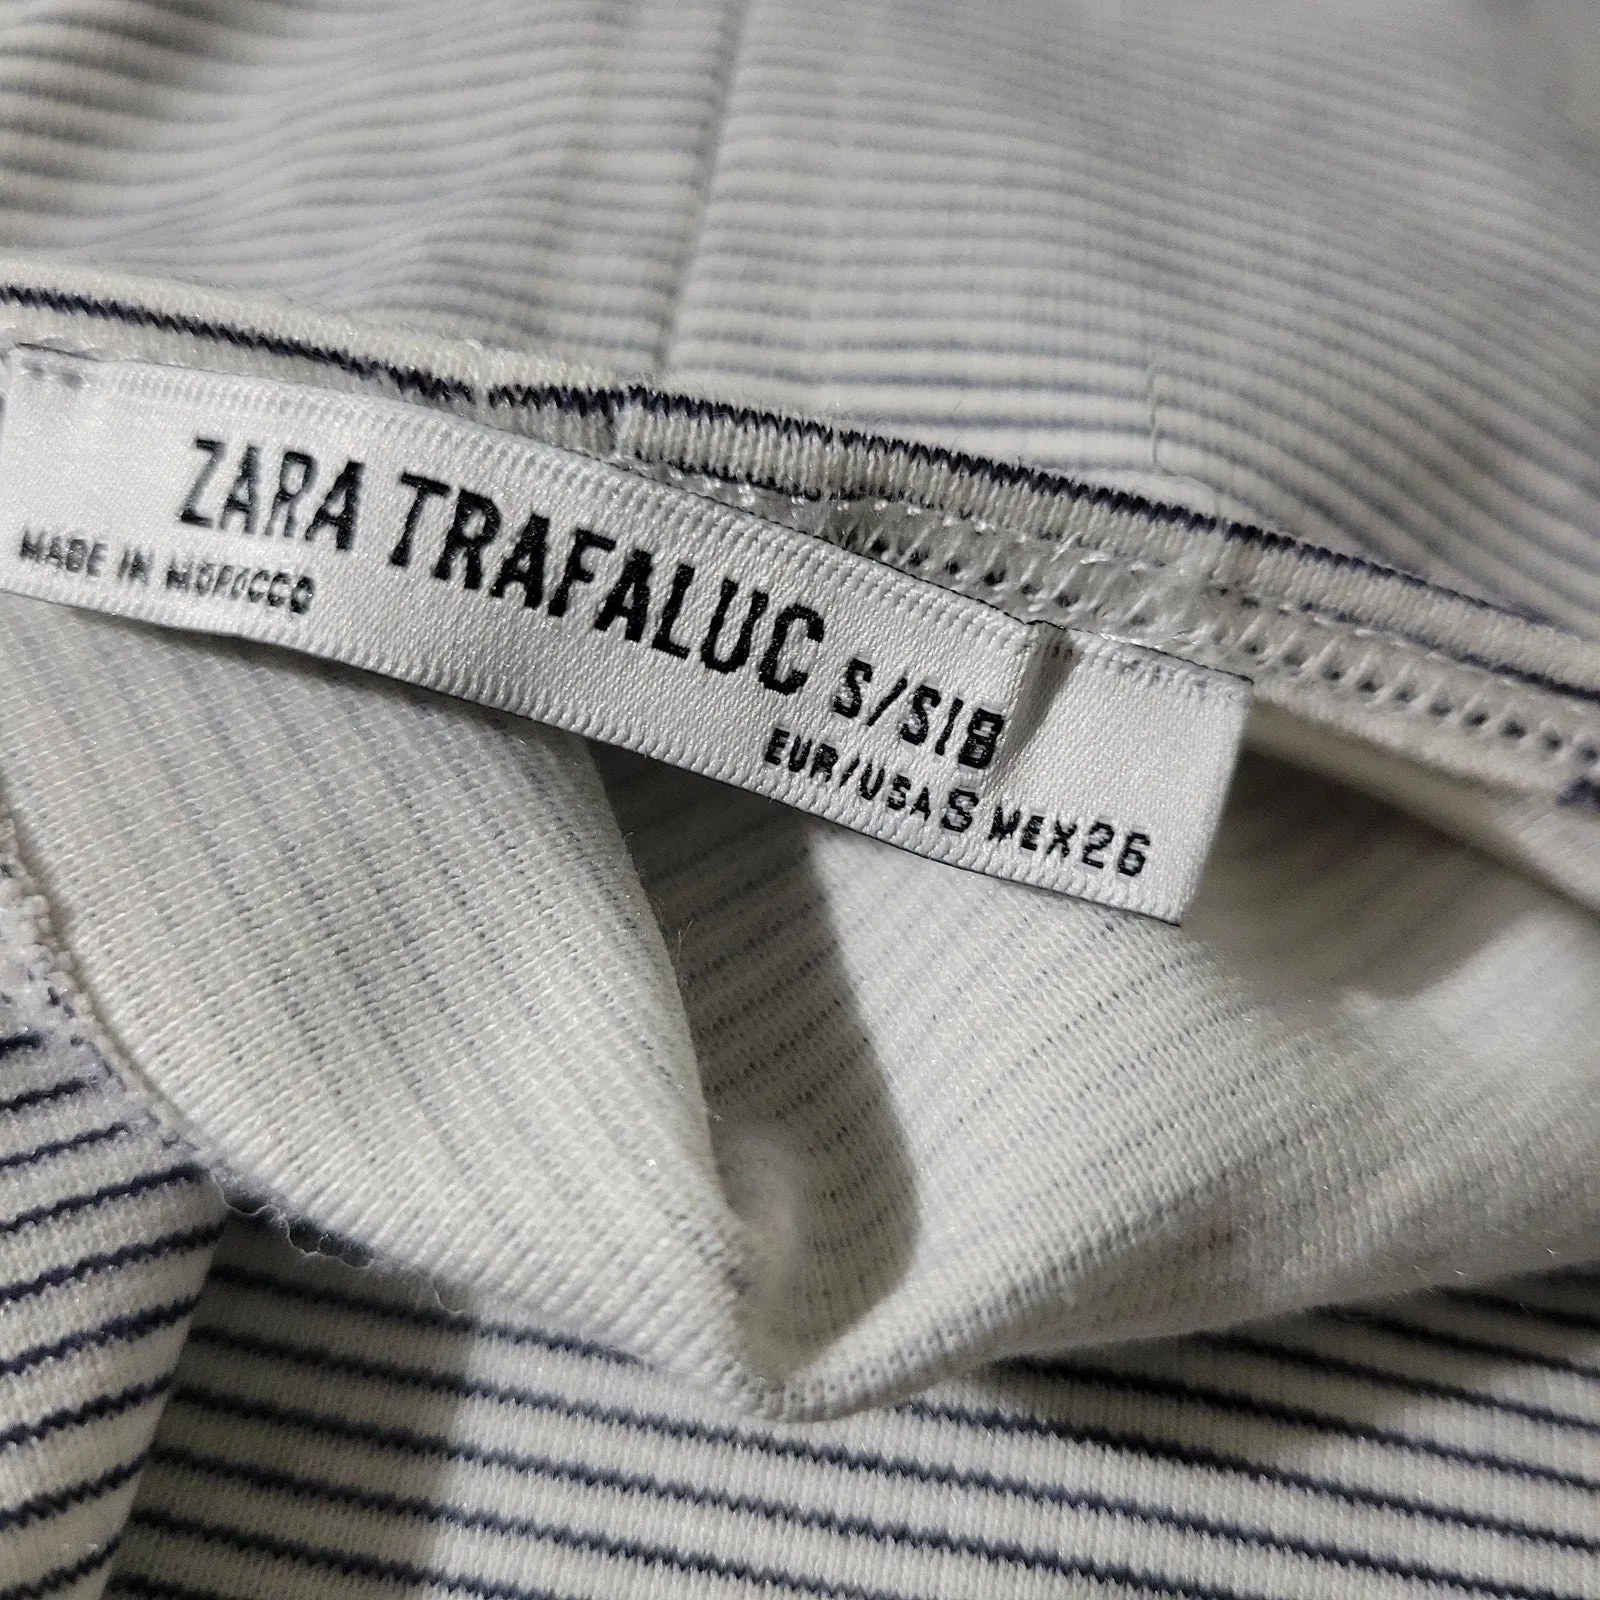 ZARA TRAFALUC S/S18
MADE IN MOROCCO
EUR/USA S MEX 26